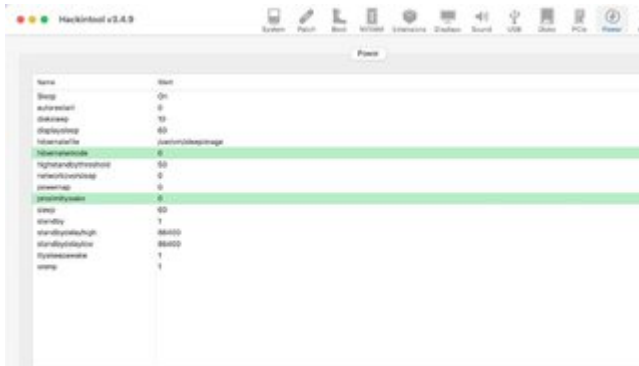 Hackintool v3.4.9
System Patch Boot NVRAM Extensions Displays Sound USB Disks PCIe Power
Power
Name Want
Sleep On
autorestart 0
disksleep 10
displaysleep 60
hibernatefile /var/vm/sleepimage
hibernatemode 0
highstandbythreshold 50
networkoversleep 0
powernap 0
proximitywake 0
sleep 60
standby 1
standbydelayhigh 86400
standbydelaylow 86400
ttyskeepawake 1
womp 1